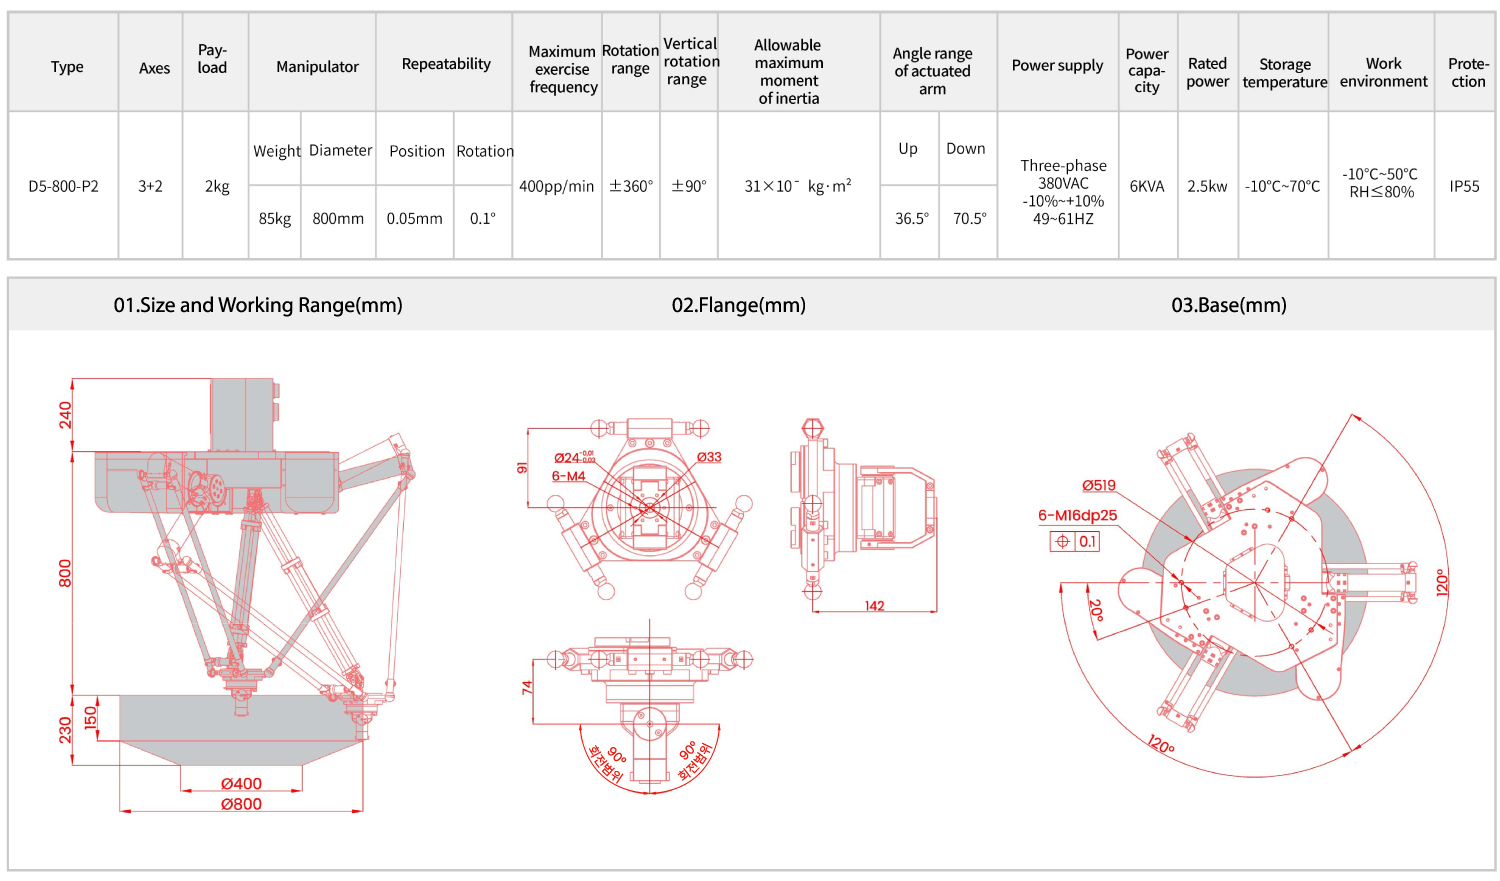 Type
Axes
Pay-
load
Manipulator
Repeatability
Maximum
exercise
frequency
Rotation
range
Vertical
rotation
range
Allowable
maximum
moment
of inertia
Angle range
of actuated
arm
Power supply
Power
capa-
city
Rated
power
Storage
temperature
Work
environment
Prote-
ction
D5-800-P2
3+2
2kg
Weight
Diameter
85kg
800mm
Position
Rotation
0.05mm
0.1°
400pp/min
±360°
±90°
31×10⁻ kg·m²
Up
Down
36.5°
70.5°
Three-phase
380VAC
-10%~+10%
49~61HZ
6KVA
2.5kw
-10℃~70℃
-10℃~50℃
RH≤80%
IP55
01.Size and Working Range(mm)
02.Flange(mm)
03.Base(mm)
240
800
230
150
Ø400
Ø800
91
Ø24 -0.01
-0.03
6-M4
Ø33
142
74
90°
회전범위
90°
회전범위
Ø519
6-M16dp25
0.1
20°
120°
120°